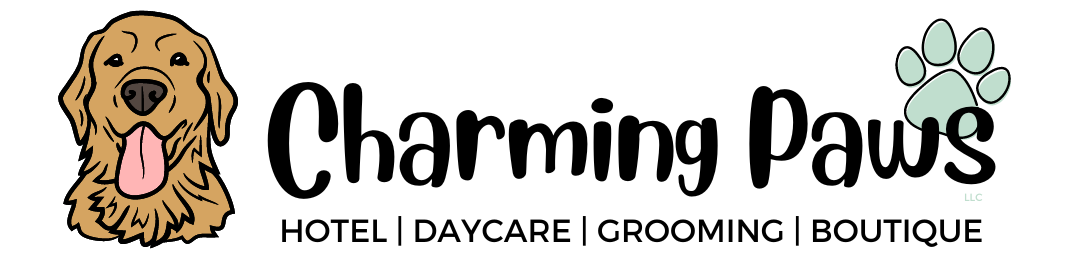 Charming Paws
LLC
HOTEL | DAYCARE | GROOMING | BOUTIQUE